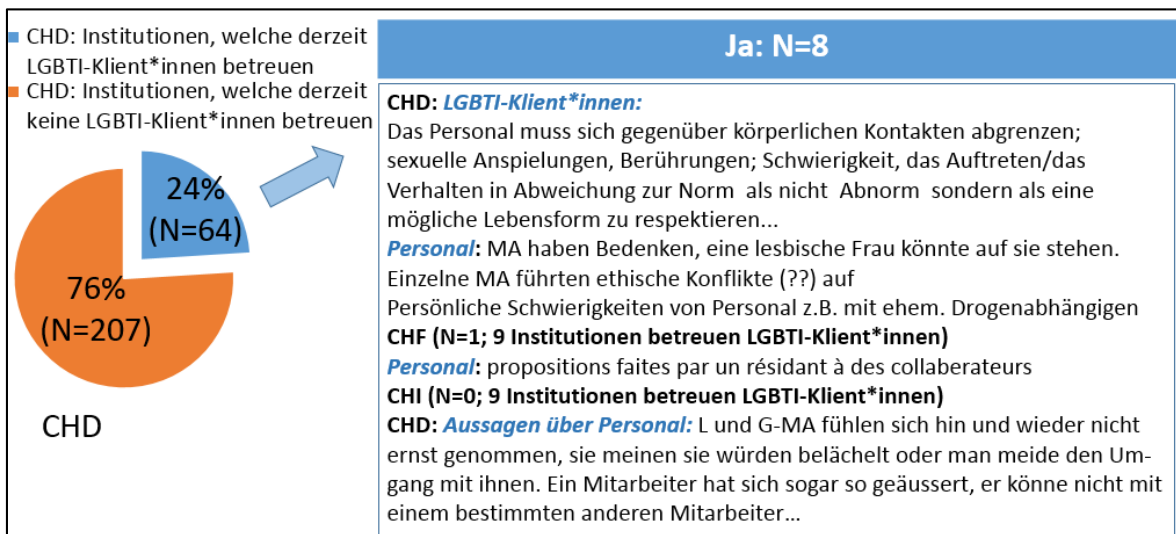 CHD: Institutionen, welche derzeit
LGBTI-Klient*innen betreuen
CHD: Institutionen, welche derzeit
keine LGBTI-Klient*innen betreuen
24%
(N=64)
76%
(N=207)
CHD
Ja: N=8
CHD: LGBTI-Klient*innen:
Das Personal muss sich gegenüber körperlichen Kontakten abgrenzen;
sexuelle Anspielungen, Berührungen; Schwierigkeit, das Auftreten/das
Verhalten in Abweichung zur Norm als nicht Abnorm sondern als eine
mögliche Lebensform zu respektieren...
Personal: MA haben Bedenken, eine lesbische Frau könnte auf sie stehen.
Einzelne MA führten ethische Konflikte (??) auf
Persönliche Schwierigkeiten von Personal z.B. mit ehem. Drogenabhängigen
CHF (N=1; 9 Institutionen betreuen LGBTI-Klient*innen)
Personal: propositions faites par un résidant à des collaberateurs
CHI (N=0; 9 Institutionen betreuen LGBTI-Klient*innen)
CHD: Aussagen über Personal: L und G-MA fühlen sich hin und wieder nicht
ernst genommen, sie meinen sie würden belächelt oder man meide den Um-
gang mit ihnen. Ein Mitarbeiter hat sich sogar so geäussert, er könne nicht mit
einem bestimmten anderen Mitarbeiter...